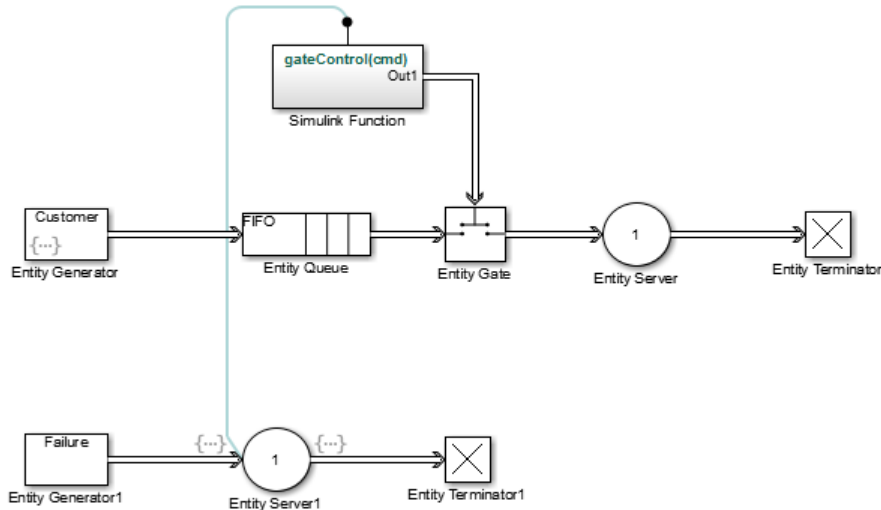 gateControl(cmd)
Out1
Simulink Function
Customer
{...}
Entity Generator
FIFO
Entity Queue
Entity Gate
1
Entity Server
Entity Terminator
Failure
Entity Generator1
{...}
1
{...}
Entity Server1
Entity Terminator1